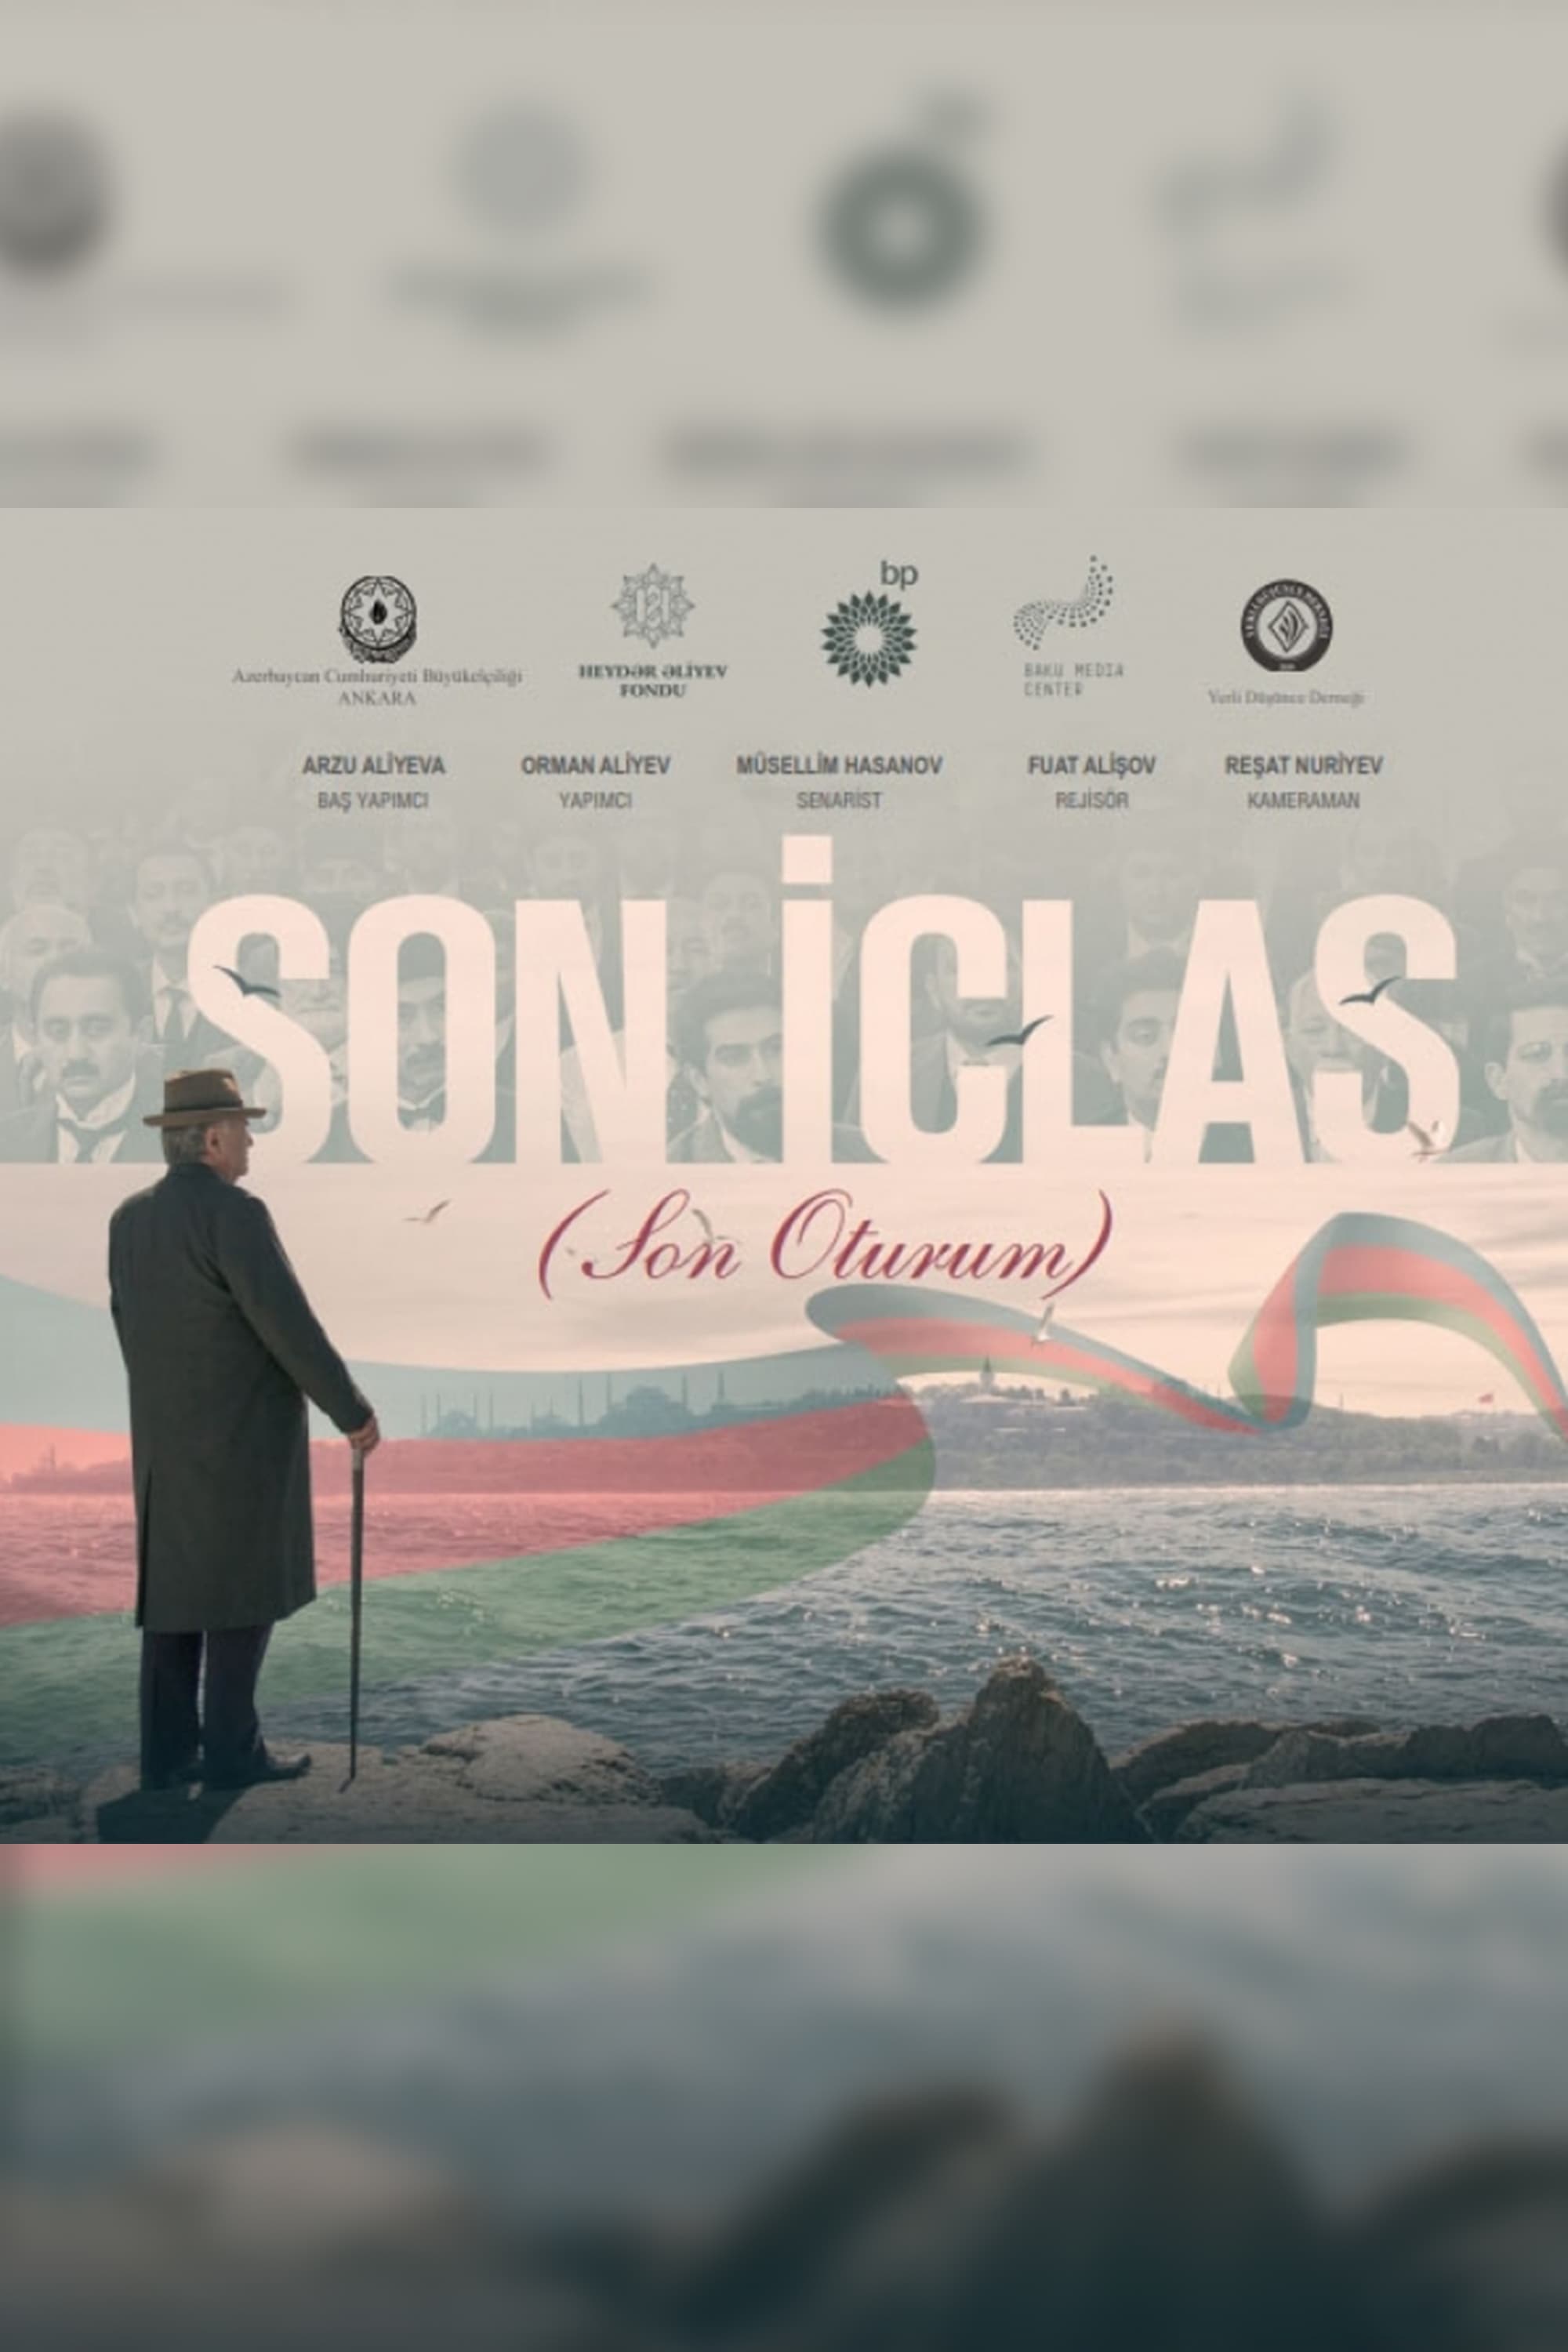 Azerbaycan Cumhuriyeti Büyükelçiliği
ANKARA
HEYDƏR ƏLİYEV
FONDU
bp
BAKU MEDIA
CENTER
Yerli Düşünce Derneği
ARZU ALİYEVA
BAŞ YAPIMCI
ORMAN ALİYEV
YAPIMCI
MÜSELLİM HASANOV
SENARİST
FUAT ALİŞOV
REJİSÖR
REŞAT NURİYEV
KAMERAMAN
SON İCLAS
(Son Oturum)